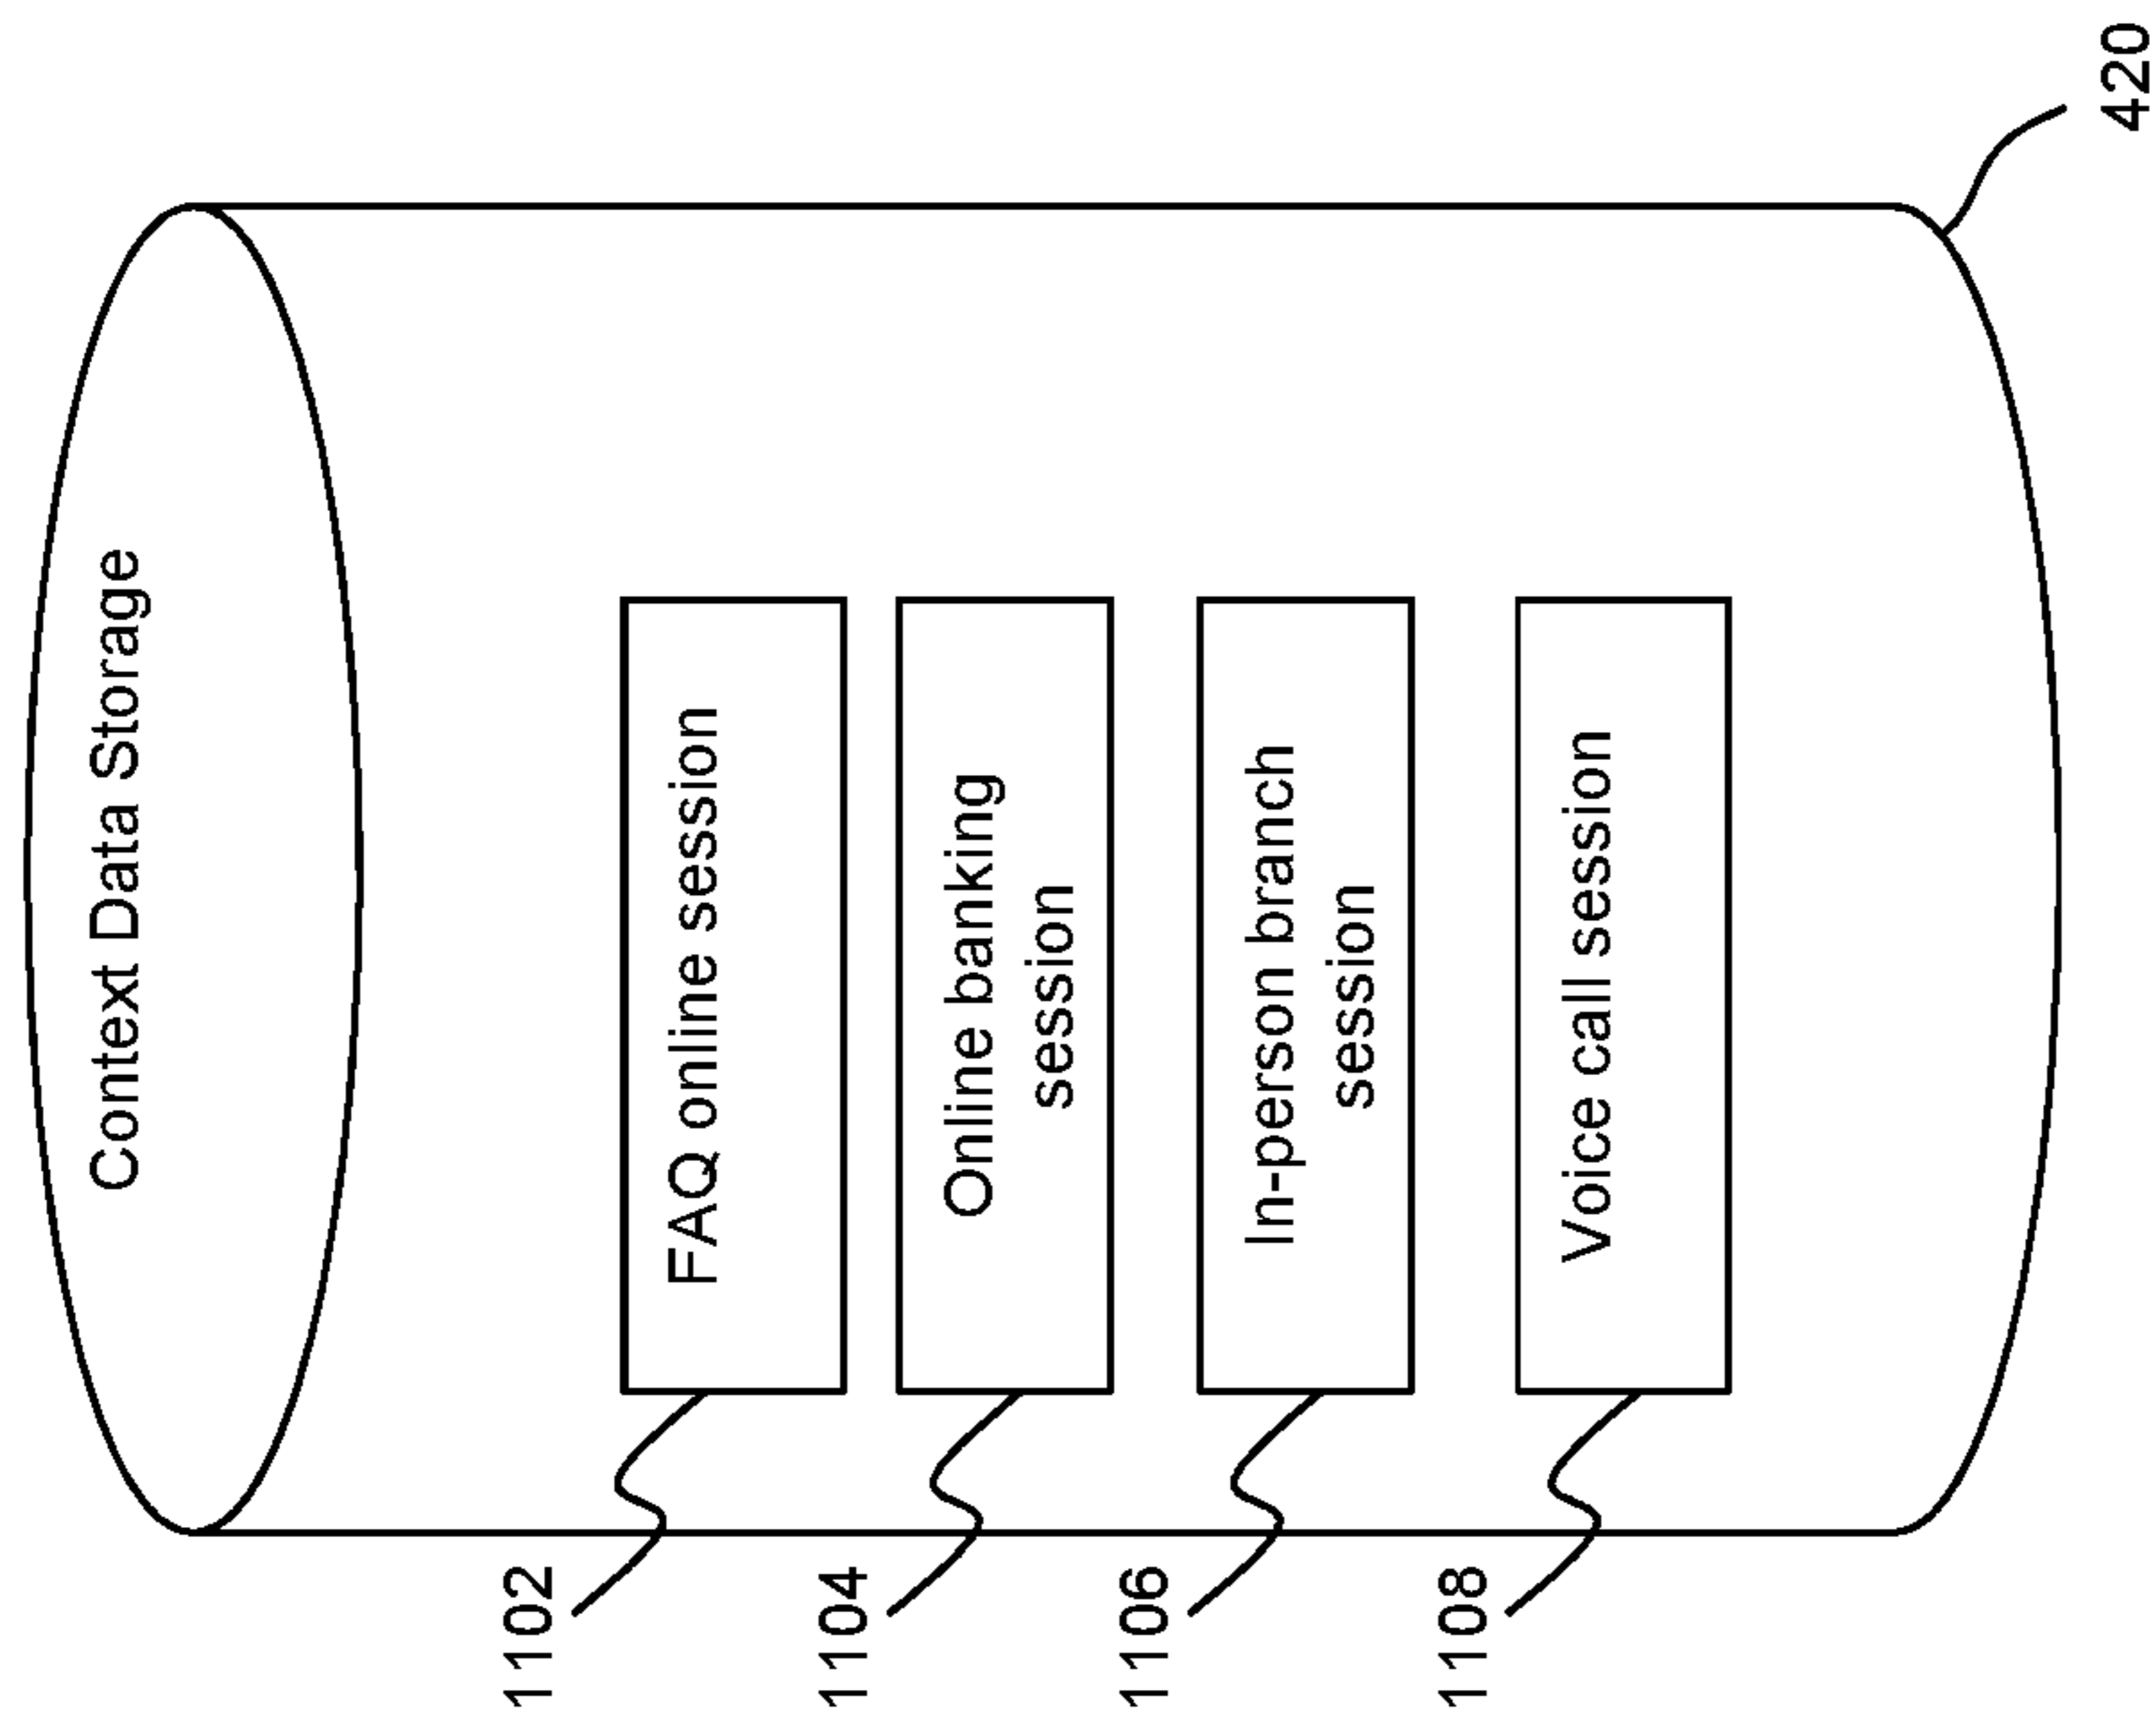 Context Data Storage
1102
FAQ online session
1104
Online banking
session
1106
In-person branch
session
1108
Voice call session
420